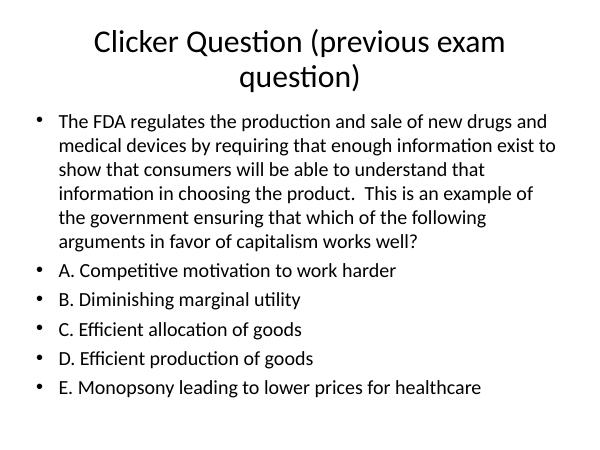 Clicker Question (previous exam
question)
• The FDA regulates the production and sale of new drugs and
medical devices by requiring that enough information exist to
show that consumers will be able to understand that
information in choosing the product.  This is an example of
the government ensuring that which of the following
arguments in favor of capitalism works well?
• A. Competitive motivation to work harder
• B. Diminishing marginal utility
• C. Efficient allocation of goods
• D. Efficient production of goods
• E. Monopsony leading to lower prices for healthcare